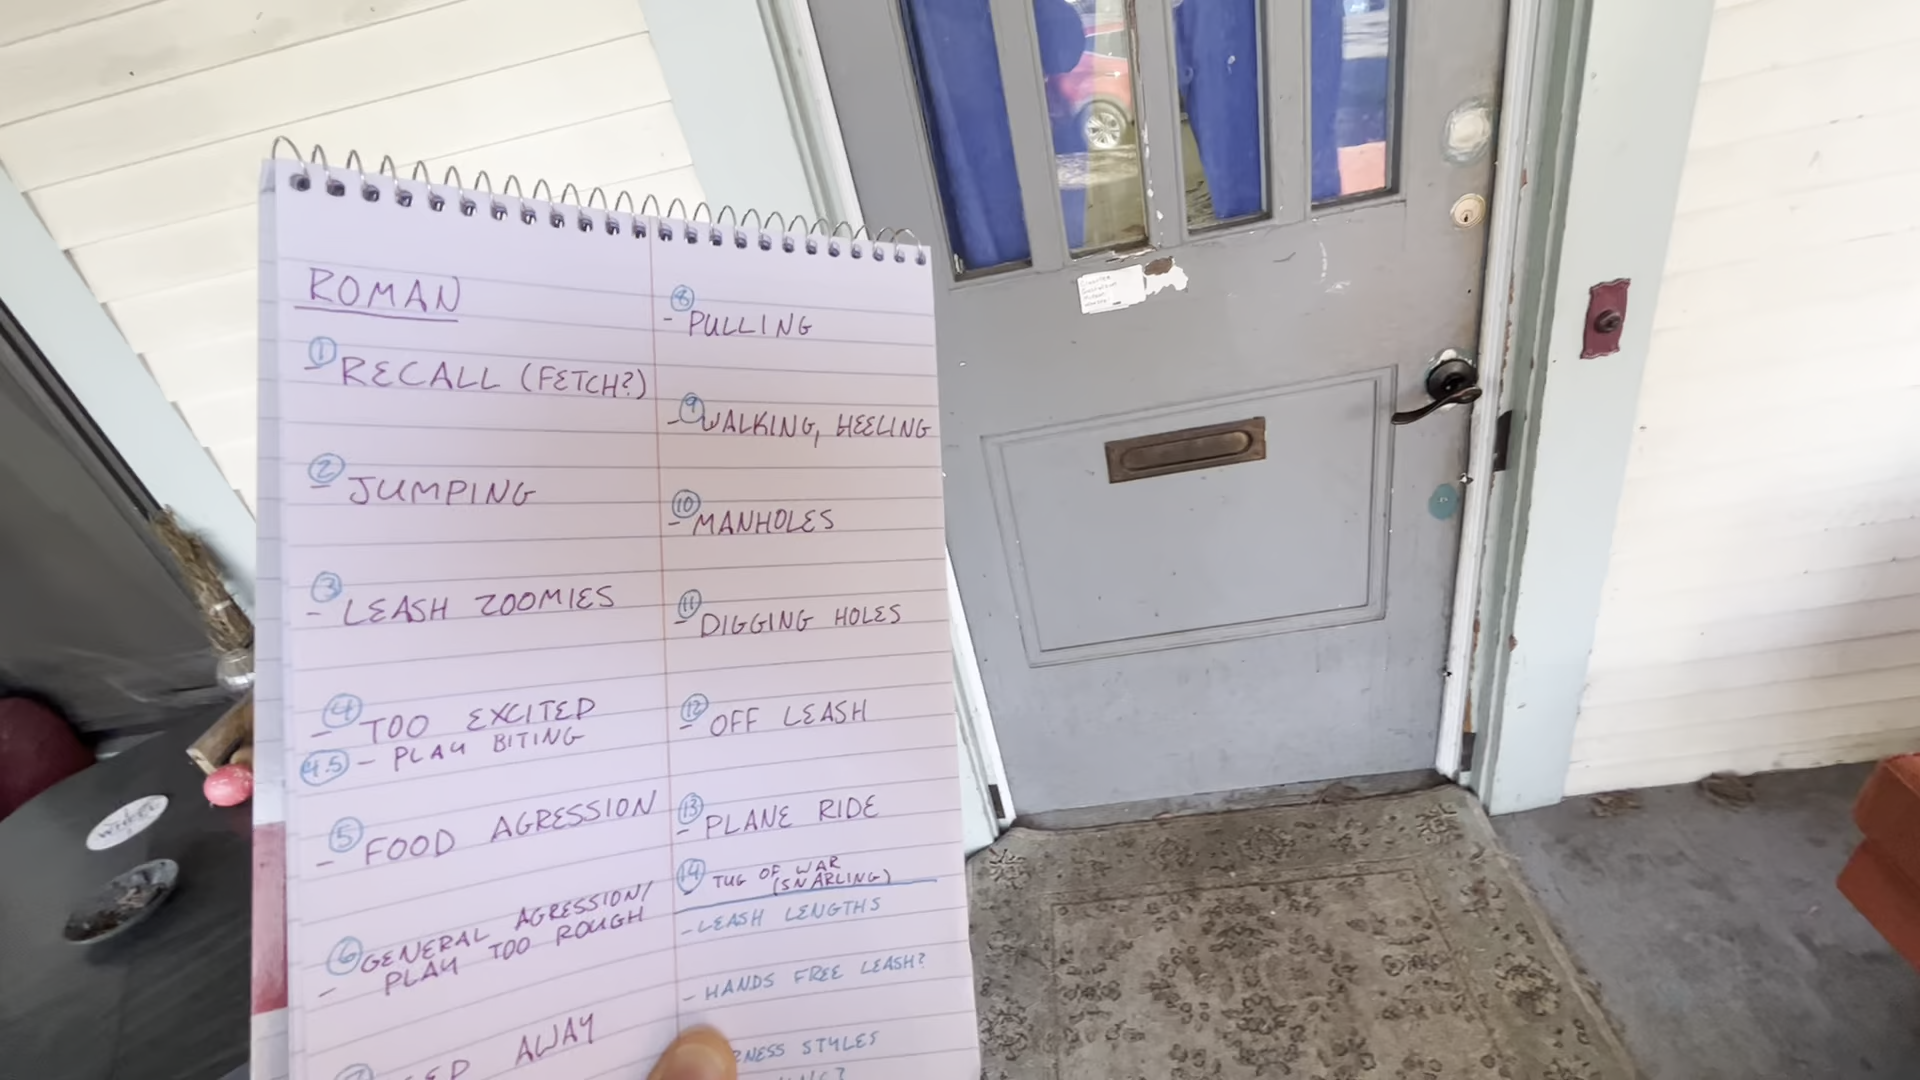 ROMAN
① - RECALL (FETCH?)
② - JUMPING
③ - LEASH ZOOMIES
④ - TOO EXCITED
4.5 - PLAY BITING
⑤ - FOOD AGRESSION
⑥ - GENERAL AGRESSION/
PLAY TOO ROUGH
AWAY
⑧ - PULLING
⑨ - WALKING, HEELING
⑩ - MANHOLES
⑪ - DIGGING HOLES
⑫ - OFF LEASH
⑬ - PLANE RIDE
⑭ TUG OF WAR
(SNARLING)
- LEASH LENGTHS
- HANDS FREE LEASH?
STYLES